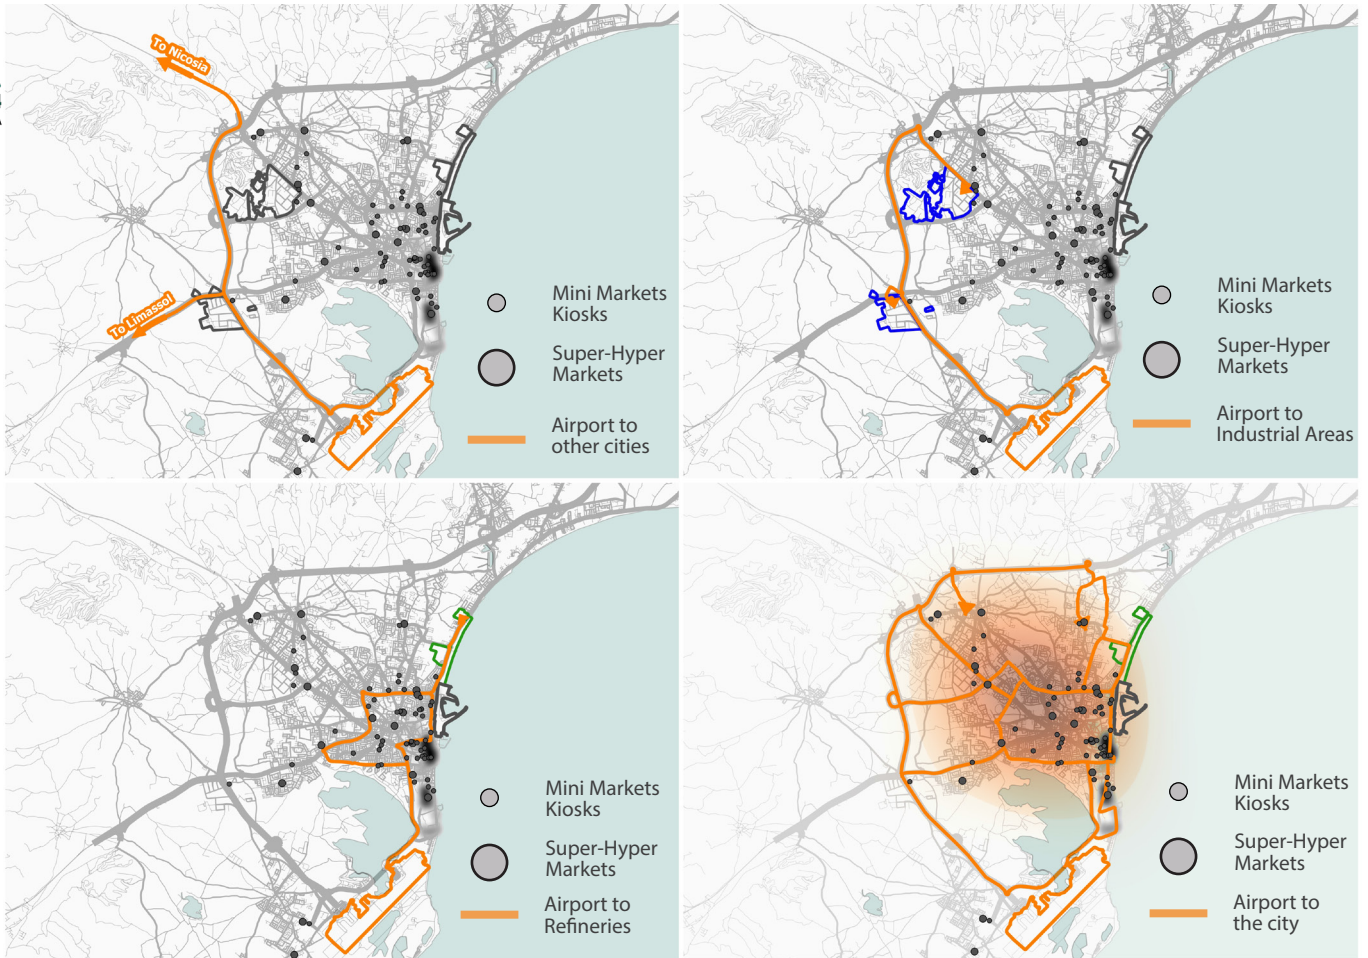 To Nicosia
To Limassol
Mini Markets
Kiosks
Super-Hyper
Markets
Airport to
other cities
Mini Markets
Kiosks
Super-Hyper
Markets
Airport to
Industrial Areas
Mini Markets
Kiosks
Super-Hyper
Markets
Airport to
Refineries
Mini Markets
Kiosks
Super-Hyper
Markets
Airport to
the city